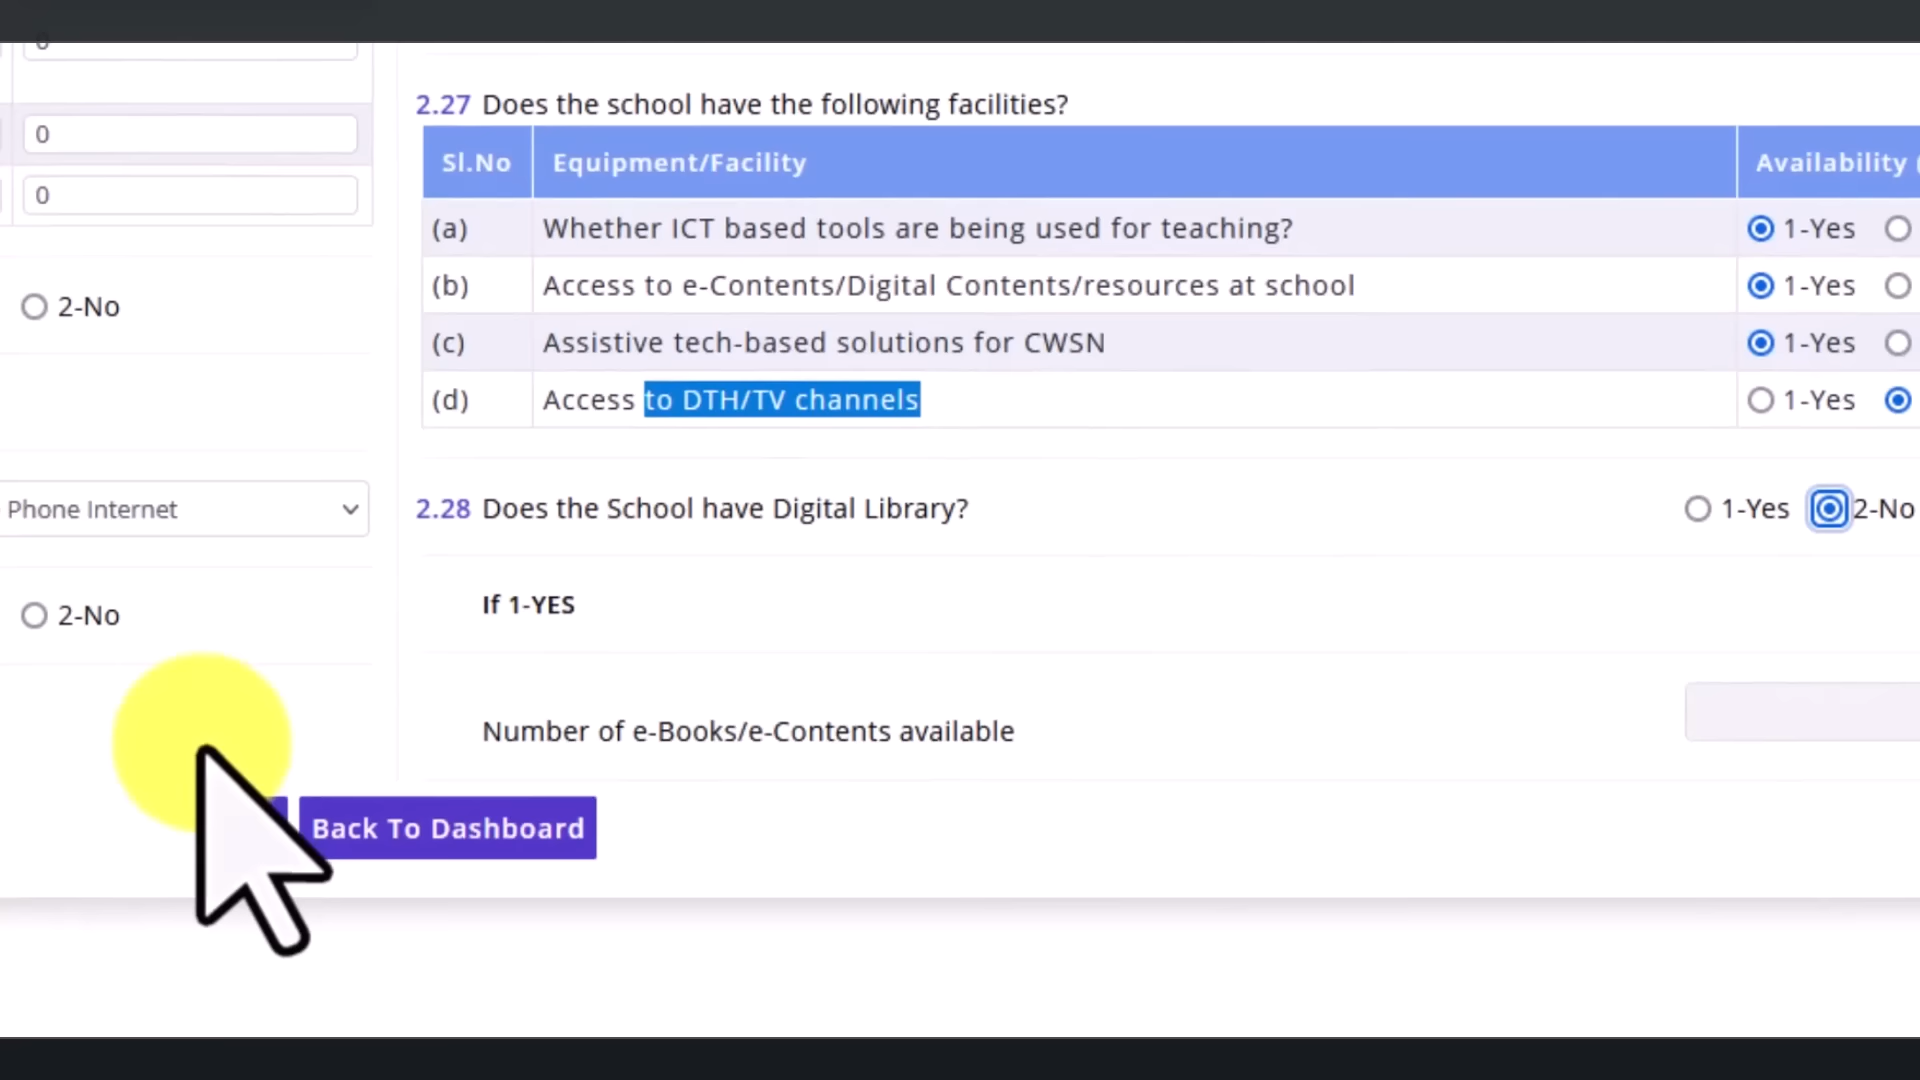 0
0
0
2-No
Phone Internet
2-No
2.27 Does the school have the following facilities?
Sl.No Equipment/Facility Availability (
(a) Whether ICT based tools are being used for teaching? 1-Yes
(b) Access to e-Contents/Digital Contents/resources at school 1-Yes
(c) Assistive tech-based solutions for CWSN 1-Yes
(d) Access to DTH/TV channels 1-Yes
2.28 Does the School have Digital Library? 1-Yes 2-No
If 1-YES
Number of e-Books/e-Contents available
Back To Dashboard